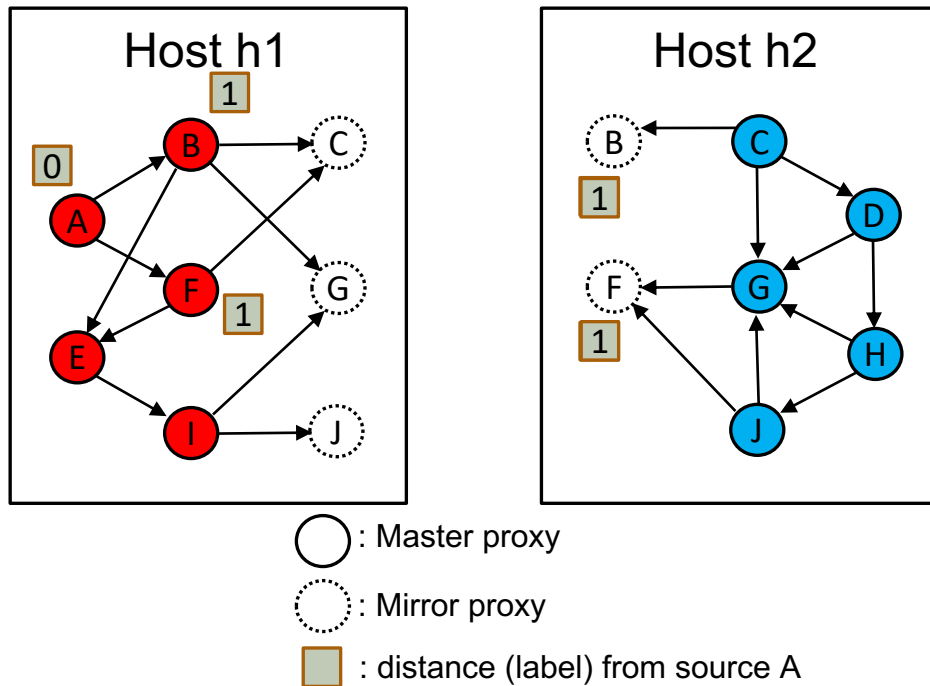 Host h1
1
B
C
0
A
F
G
1
E
I
J
Host h2
B
C
1
D
F
G
1
H
J
: Master proxy
: Mirror proxy
: distance (label) from source A